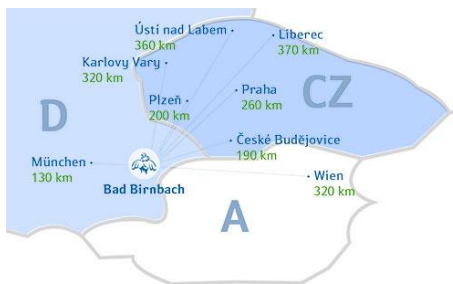 Ústí nad Labem
360 km
Liberec
370 km
Karlovy Vary
320 km
Plzeň
200 km
Praha
260 km
CZ
D
České Budějovice
190 km
München
130 km
Bad Birnbach
Wien
320 km
A